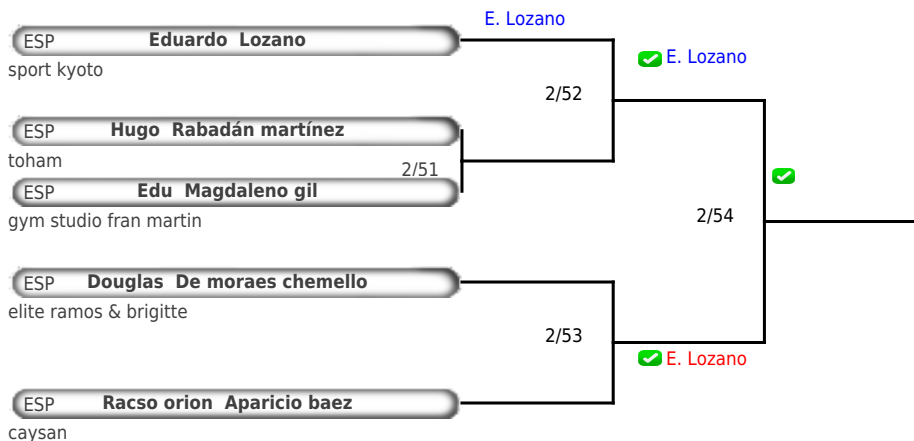 E. Lozano
ESP Eduardo Lozano
sport kyoto
E. Lozano
2/52
ESP Hugo Rabadán martínez
toham
2/51
ESP Edu Magdaleno gil
gym studio fran martin
2/54
ESP Douglas De moraes chemello
elite ramos & brigitte
2/53
E. Lozano
ESP Racso orion Aparicio baez
caysan